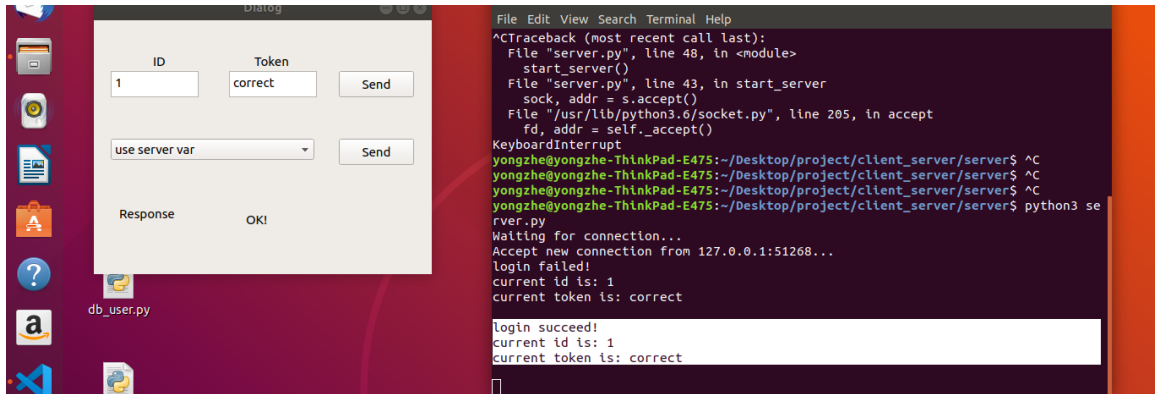 Dialog
ID Token
1 correct Send
use server var Send
Response OK!
db_user.py
File Edit View Search Terminal Help
^CTraceback (most recent call last):
File "server.py", line 48, in <module>
start_server()
File "server.py", line 43, in start_server
sock, addr = s.accept()
File "/usr/lib/python3.6/socket.py", line 205, in accept
fd, addr = self._accept()
KeyboardInterrupt
yongzhe@yongzhe-ThinkPad-E475:~/Desktop/project/client_server/server$ ^C
yongzhe@yongzhe-ThinkPad-E475:~/Desktop/project/client_server/server$ ^C
yongzhe@yongzhe-ThinkPad-E475:~/Desktop/project/client_server/server$ ^C
yongzhe@yongzhe-ThinkPad-E475:~/Desktop/project/client_server/server$ python3 se
rver.py
Waiting for connection...
Accept new connection from 127.0.0.1:51268...
login failed!
current id is: 1
current token is: correct
login succeed!
current id is: 1
current token is: correct